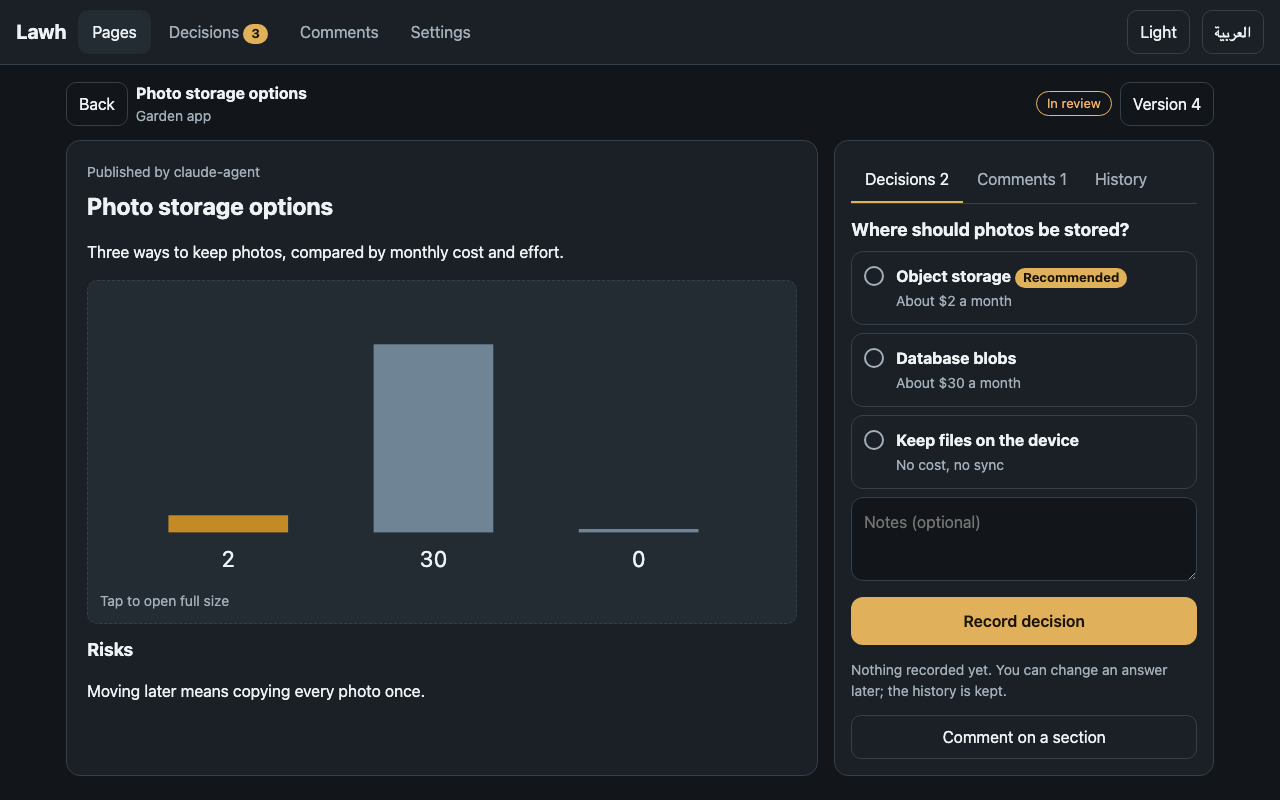 Lawh
Pages
Decisions 3
Comments
Settings
Light
العربية
Back
Photo storage options
Garden app
In review
Version 4
Published by claude-agent
Photo storage options
Three ways to keep photos, compared by monthly cost and effort.
2
30
0
Tap to open full size
Risks
Moving later means copying every photo once.
Decisions 2
Comments 1
History
Where should photos be stored?
Object storage Recommended
About $2 a month
Database blobs
About $30 a month
Keep files on the device
No cost, no sync
Notes (optional)
Record decision
Nothing recorded yet. You can change an answer
later; the history is kept.
Comment on a section